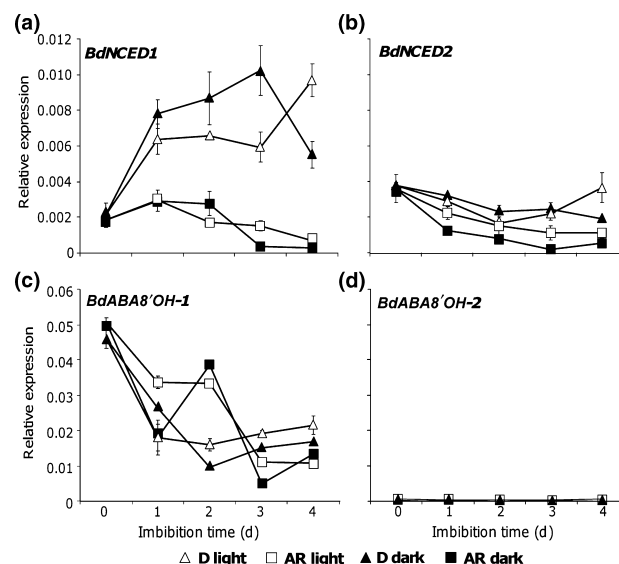 (a)
BdNCED1
(b)
BdNCED2
0.012
0.010
0.008
0.006
0.004
0.002
0
Relative expression
(c)
BdABA8′OH-1
(d)
BdABA8′OH-2
0.06
0.05
0.04
0.03
0.02
0.01
0
Relative expression
0 1 2 3 4
0 1 2 3 4
Imbibition time (d)
Imbibition time (d)
△ D light □ AR light ▲ D dark ■ AR dark